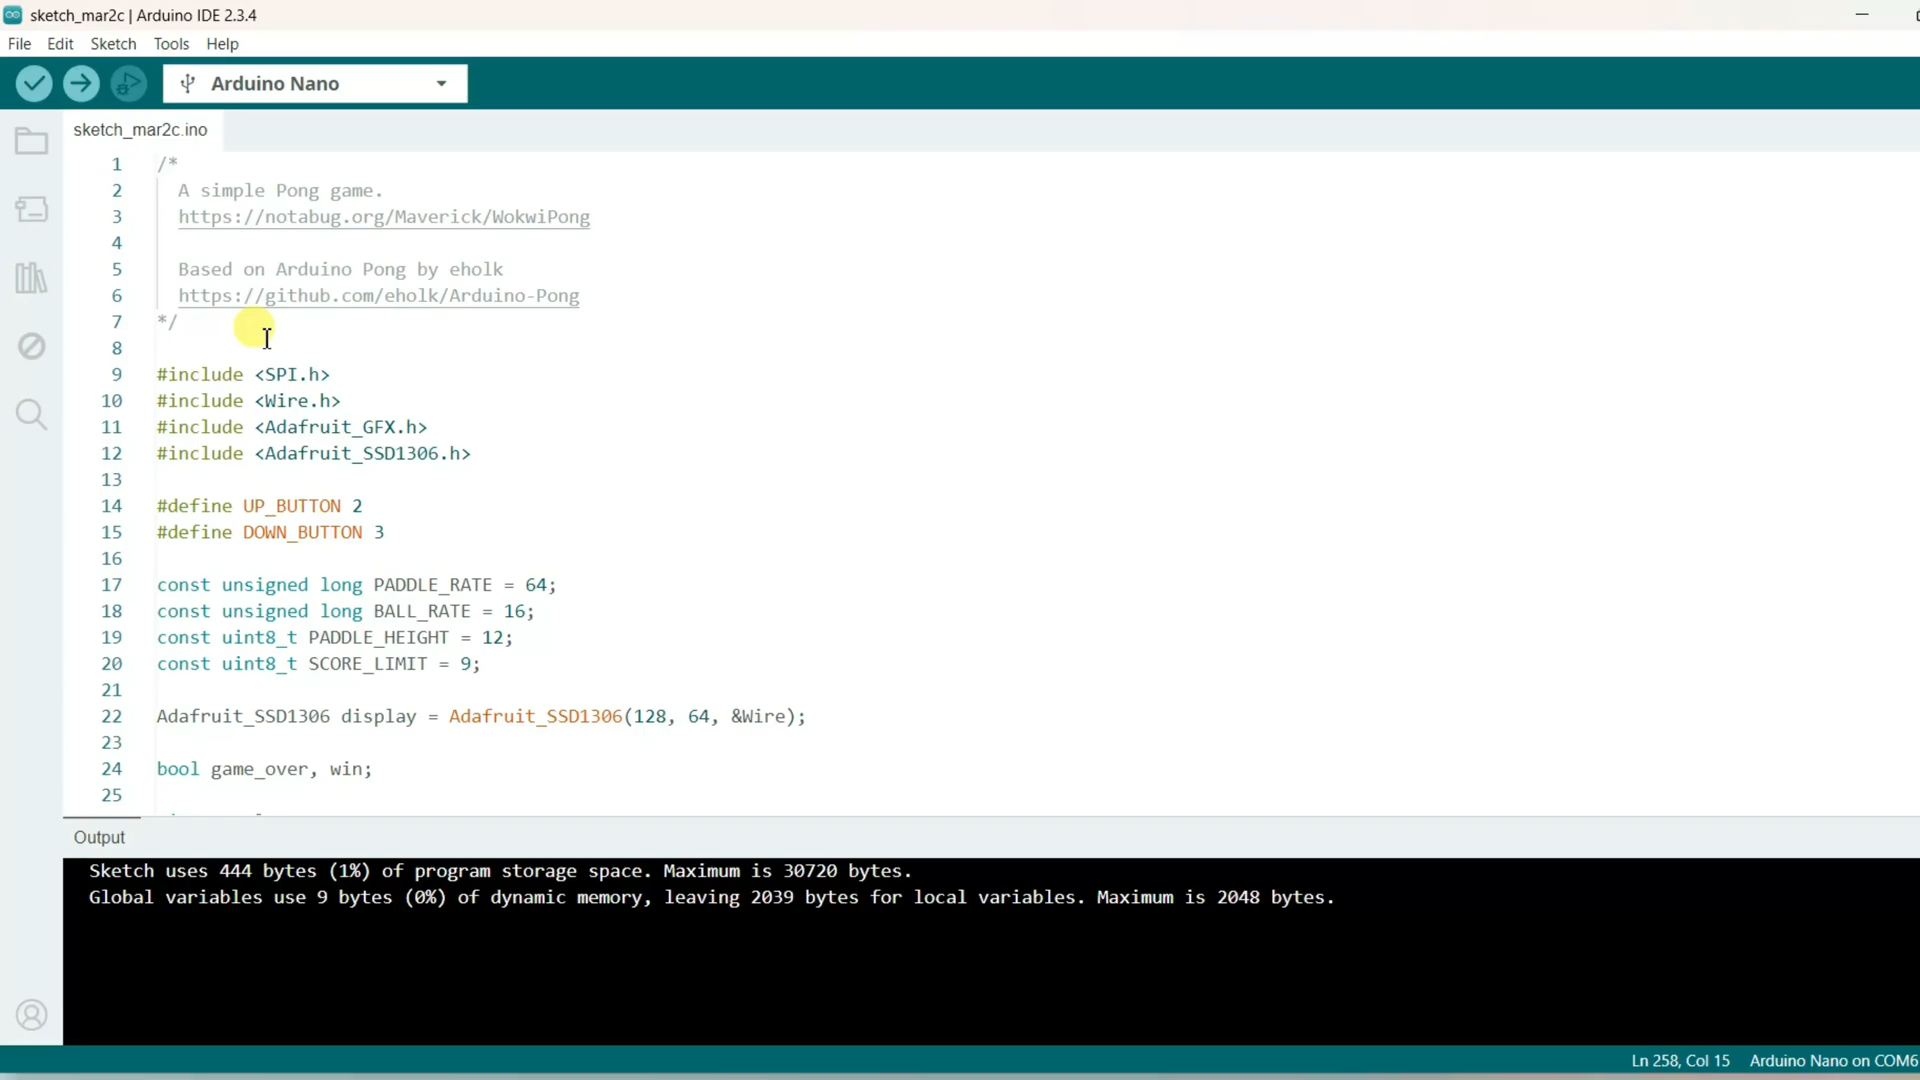 sketch_mar2c | Arduino IDE 2.3.4
File Edit Sketch Tools Help
Arduino Nano
sketch_mar2c.ino
1 /*
2 A simple Pong game.
3 https://notabug.org/Maverick/WokwiPong
4
5 Based on Arduino Pong by eholk
6 https://github.com/eholk/Arduino-Pong
7 */
8
9 #include <SPI.h>
10 #include <Wire.h>
11 #include <Adafruit_GFX.h>
12 #include <Adafruit_SSD1306.h>
13
14 #define UP_BUTTON 2
15 #define DOWN_BUTTON 3
16
17 const unsigned long PADDLE_RATE = 64;
18 const unsigned long BALL_RATE = 16;
19 const uint8_t PADDLE_HEIGHT = 12;
20 const uint8_t SCORE_LIMIT = 9;
21
22 Adafruit_SSD1306 display = Adafruit_SSD1306(128, 64, &Wire);
23
24 bool game_over, win;
25
Output
Sketch uses 444 bytes (1%) of program storage space. Maximum is 30720 bytes.
Global variables use 9 bytes (0%) of dynamic memory, leaving 2039 bytes for local variables. Maximum is 2048 bytes.
Ln 258, Col 15 Arduino Nano on COM6